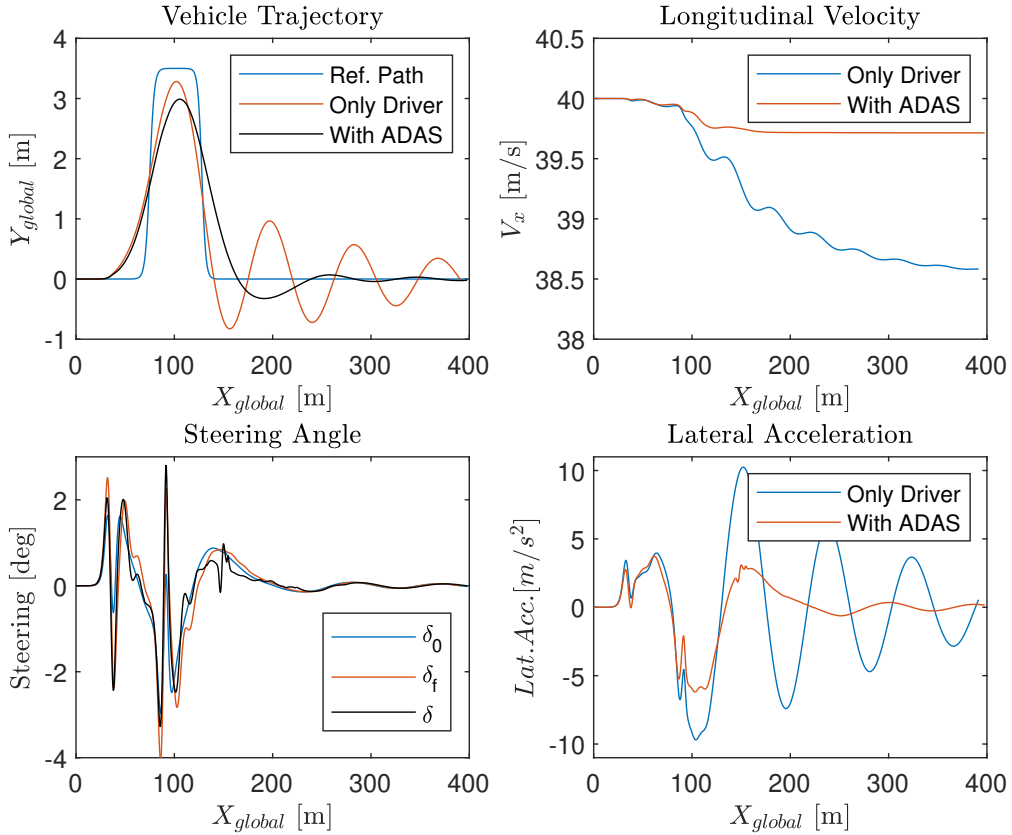 Vehicle Trajectory
4
3
2
1
0
-1
0 100 200 300 400
Y_global [m]
X_global [m]
Ref. Path
Only Driver
With ADAS
Longitudinal Velocity
40.5
40
39.5
39
38.5
38
0 100 200 300 400
V_x [m/s]
X_global [m]
Only Driver
With ADAS
Steering Angle
2
0
-2
-4
0 100 200 300 400
Steering [deg]
X_global [m]
δ_0
δ_f
δ
Lateral Acceleration
10
5
0
-5
-10
0 100 200 300 400
Lat.Acc.[m/s^2]
X_global [m]
Only Driver
With ADAS